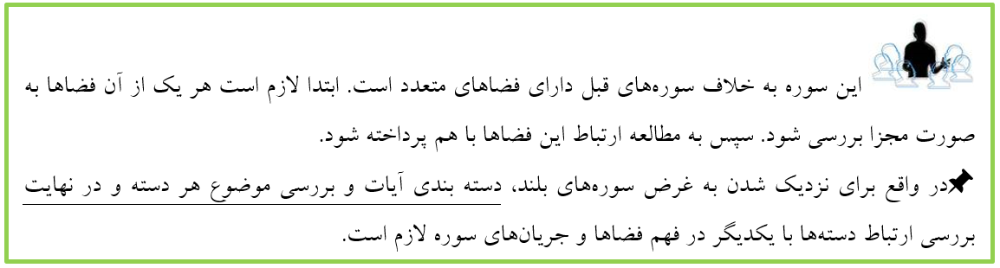 این سوره به خلاف سوره‌های قبل دارای فضاهای متعدد است. ابتدا لازم است هر یک از آن فضاها به
صورت مجزا بررسی شود. سپس به مطالعه ارتباط این فضاها با هم پرداخته شود.
در واقع برای نزدیک شدن به غرض سوره‌های بلند، دسته بندی آیات و بررسی موضوع هر دسته و در نهایت
بررسی ارتباط دسته‌ها با یکدیگر در فهم فضاها و جریان‌های سوره لازم است.